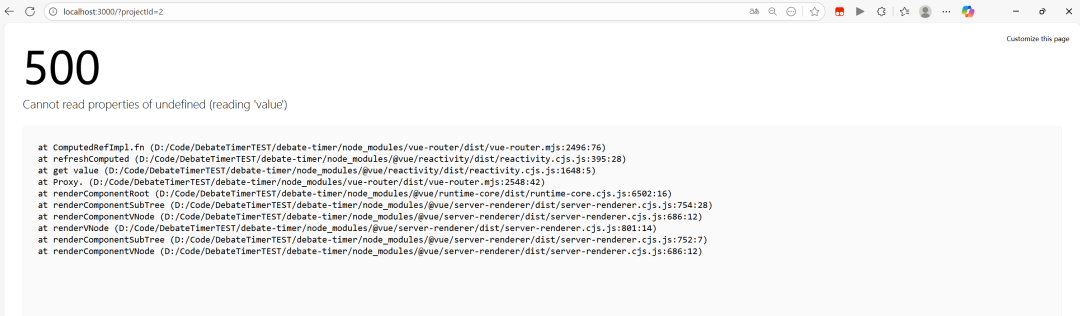 localhost:3000/?projectId=2
Customize this page
500
Cannot read properties of undefined (reading 'value')
at ComputedRefImpl.fn (D:/Code/DebateTimerTEST/debate-timer/node_modules/vue-router/dist/vue-router.mjs:2496:76)
at refreshComputed (D:/Code/DebateTimerTEST/debate-timer/node_modules/@vue/reactivity/dist/reactivity.cjs.js:395:28)
at get value (D:/Code/DebateTimerTEST/debate-timer/node_modules/@vue/reactivity/dist/reactivity.cjs.js:1648:5)
at Proxy. (D:/Code/DebateTimerTEST/debate-timer/node_modules/vue-router/dist/vue-router.mjs:2548:42)
at renderComponentRoot (D:/Code/DebateTimerTEST/debate-timer/node_modules/@vue/runtime-core/dist/runtime-core.cjs.js:6502:16)
at renderComponentSubTree (D:/Code/DebateTimerTEST/debate-timer/node_modules/@vue/server-renderer/dist/server-renderer.cjs.js:754:28)
at renderComponentVNode (D:/Code/DebateTimerTEST/debate-timer/node_modules/@vue/server-renderer/dist/server-renderer.cjs.js:686:12)
at renderVNode (D:/Code/DebateTimerTEST/debate-timer/node_modules/@vue/server-renderer/dist/server-renderer.cjs.js:801:14)
at renderComponentSubTree (D:/Code/DebateTimerTEST/debate-timer/node_modules/@vue/server-renderer/dist/server-renderer.cjs.js:752:7)
at renderComponentVNode (D:/Code/DebateTimerTEST/debate-timer/node_modules/@vue/server-renderer/dist/server-renderer.cjs.js:686:12)